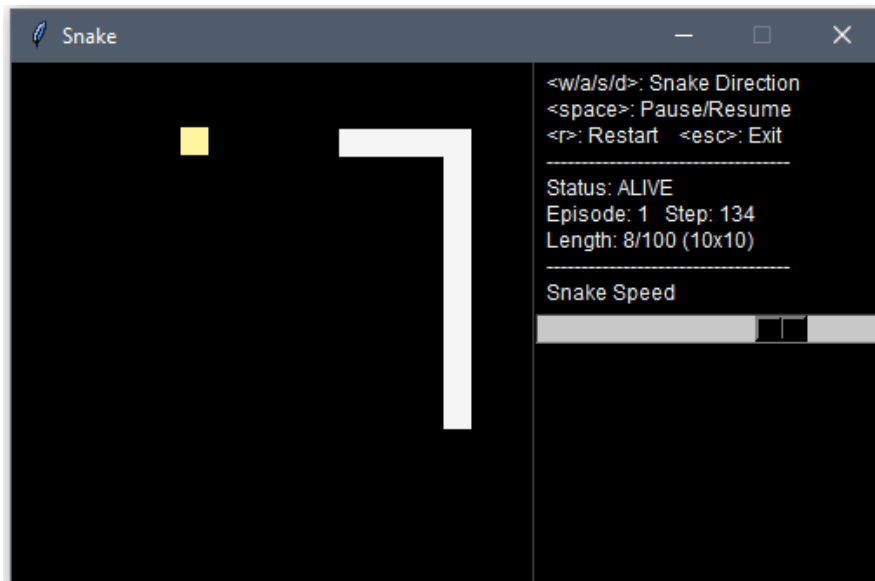 Snake
<w/a/s/d>: Snake Direction
<space>: Pause/Resume
<r>: Restart <esc>: Exit
-----------------------------------
Status: ALIVE
Episode: 1 Step: 134
Length: 8/100 (10x10)
-----------------------------------
Snake Speed